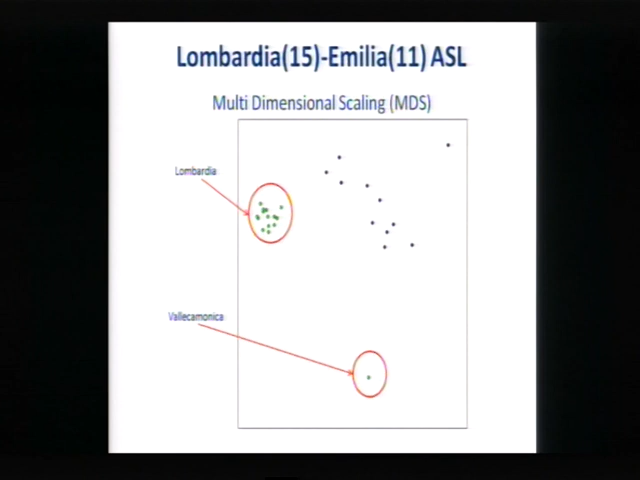 Lombardia(15)-Emilia(11) ASL
Multi Dimensional Scaling (MDS)
Lombardia
Vallecamonica